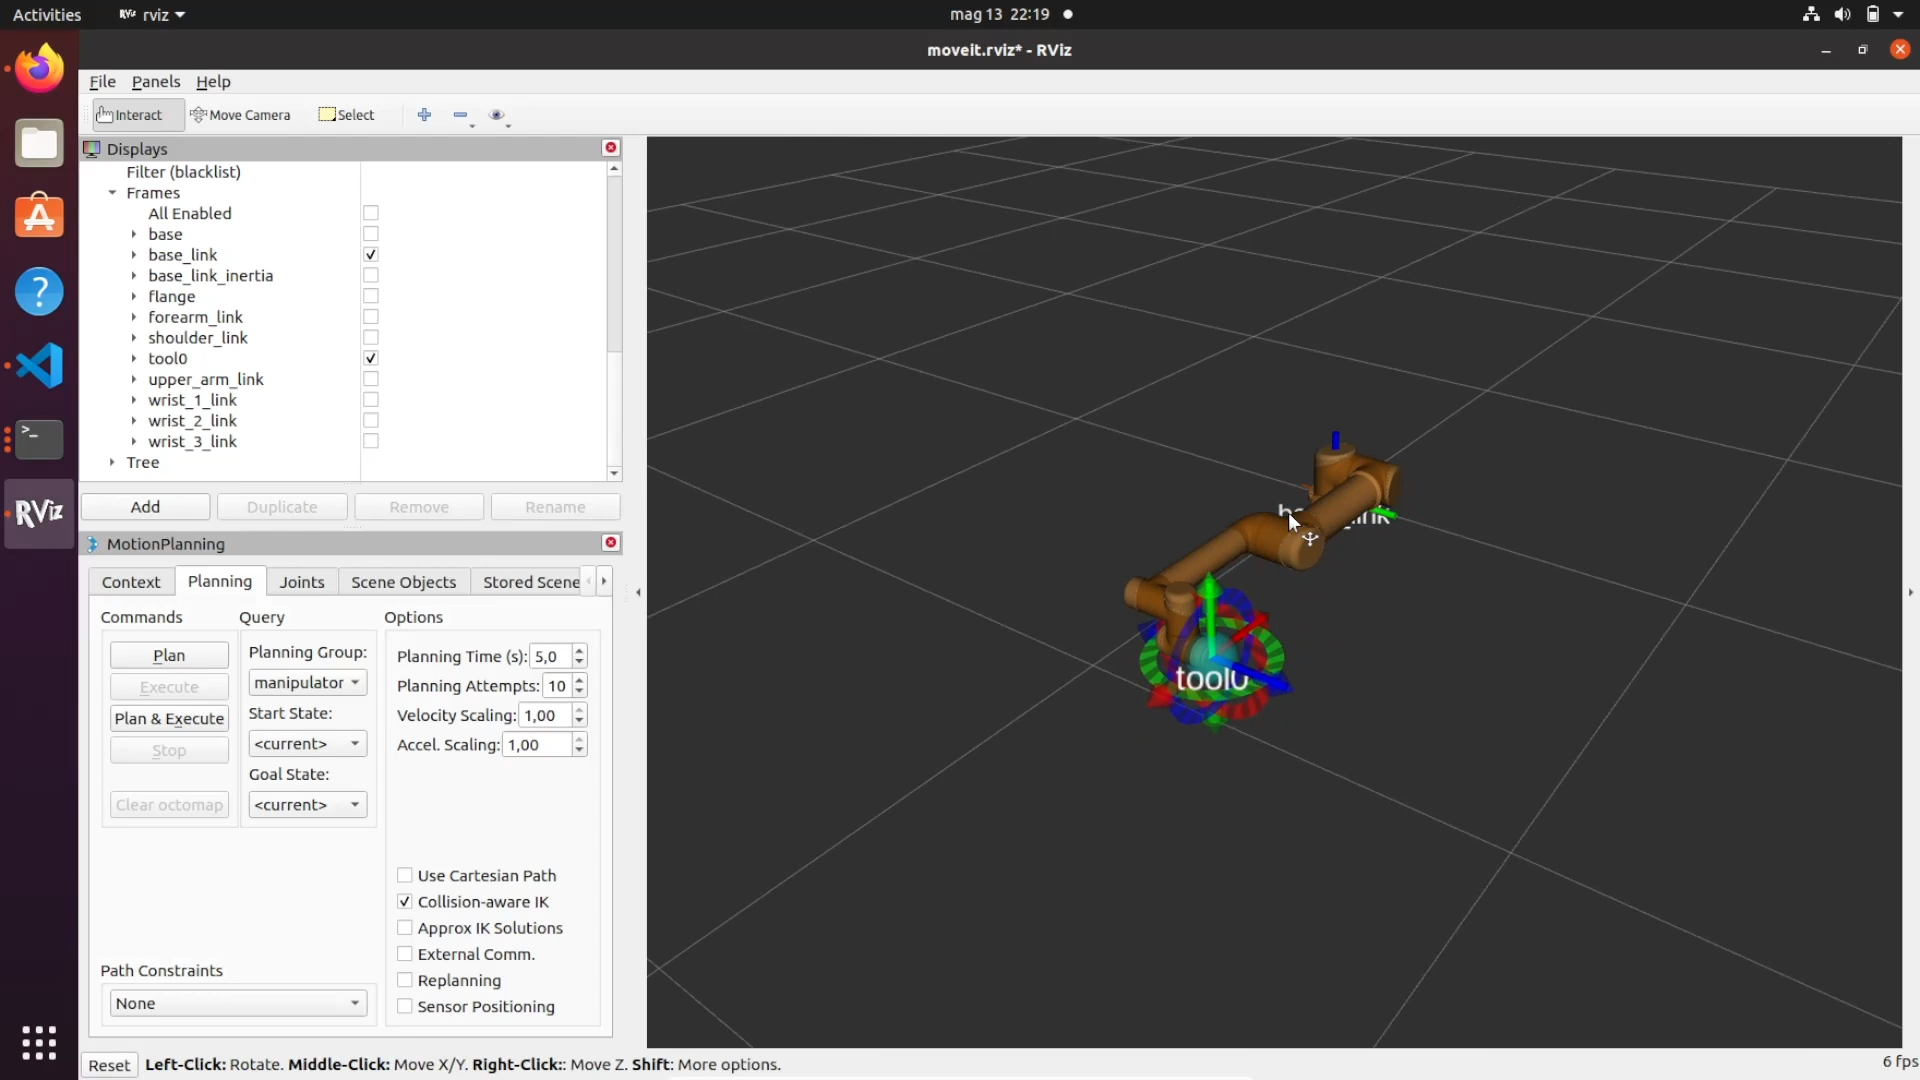 Activities
rviz
mag 13 22:19
moveit.rviz* - RViz
File Panels Help
Interact Move Camera Select
Displays
Filter (blacklist)
Frames
All Enabled
base
base_link
base_link_inertia
flange
forearm_link
shoulder_link
tool0
upper_arm_link
wrist_1_link
wrist_2_link
wrist_3_link
Tree
Add Duplicate Remove Rename
RViz
MotionPlanning
Context Planning Joints Scene Objects Stored Scene
Commands Query Options
Plan
Execute
Plan & Execute
Stop
Clear octomap
Planning Group:
manipulator
Start State:
<current>
Goal State:
<current>
Planning Time (s): 5,0
Planning Attempts: 10
Velocity Scaling: 1,00
Accel. Scaling: 1,00
Use Cartesian Path
Collision-aware IK
Approx IK Solutions
External Comm.
Replanning
Sensor Positioning
Path Constraints
None
tool0
Reset Left-Click: Rotate. Middle-Click: Move X/Y. Right-Click:: Move Z. Shift: More options.
6 fps